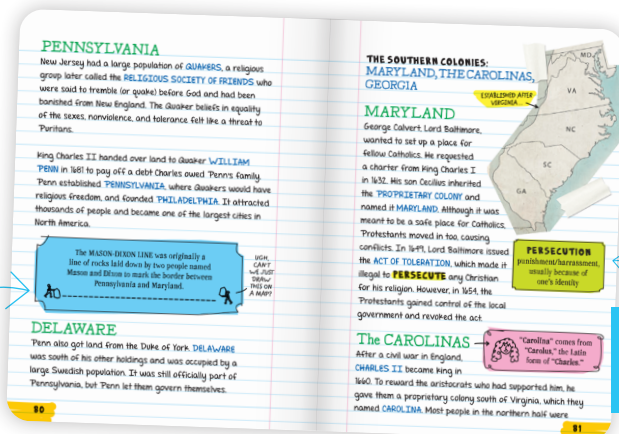 PENNSYLVANIA
New Jersey had a large population of QUAKERS, a religious
group later called the RELIGIOUS SOCIETY OF FRIENDS who
were said to tremble (or quake) before God and had been
banished from New England. The Quaker beliefs in equality
of the sexes, nonviolence, and tolerance felt like a threat to
Puritans.
King Charles II handed over land to Quaker WILLIAM
PENN in 1681 to pay off a debt Charles owed Penn's family.
Penn established PENNSYLVANIA, where Quakers would have
religious freedom, and founded PHILADELPHIA. It attracted
thousands of people and became one of the largest cities in
North America.
The MASON-DIXON LINE was originally a
line of rocks laid down by two people named
Mason and Dixon to mark the border between
Pennsylvania and Maryland.
UGH,
CAN'T
WE JUST
DRAW
THIS ON
A MAP?
DELAWARE
Penn also got land from the Duke of York. DELAWARE
was south of his other holdings and was occupied by a
large Swedish population. It was still officially part of
Pennsylvania, but Penn let them govern themselves.
80
THE SOUTHERN COLONIES:
MARYLAND, THE CAROLINAS,
GEORGIA
ESTABLISHED AFTER
VIRGINIA...
MD
VA
NC
SC
GA
MARYLAND
George Calvert, Lord Baltimore,
wanted to set up a place for
fellow Catholics. He requested
a charter from King Charles I
in 1632. His son Cecilius inherited
the PROPRIETARY COLONY and
named it MARYLAND. Although it was
meant to be a safe place for Catholics,
Protestants moved in too, causing
conflicts. In 1649, Lord Baltimore issued
the ACT OF TOLERATION, which made it
illegal to PERSECUTE any Christian
for his religion. However, in 1654, the
Protestants gained control of the local
government and revoked the act.
PERSECUTION
punishment/harassment,
usually because of
one's identity
The CAROLINAS
"Carolina" comes from
"Carolus," the Latin
form of "Charles."
After a civil war in England,
CHARLES II became king in
1660. To reward the aristocrats who had supported him, he
gave them a proprietary colony south of Virginia, which they
named CAROLINA. Most people in the northern half were
81